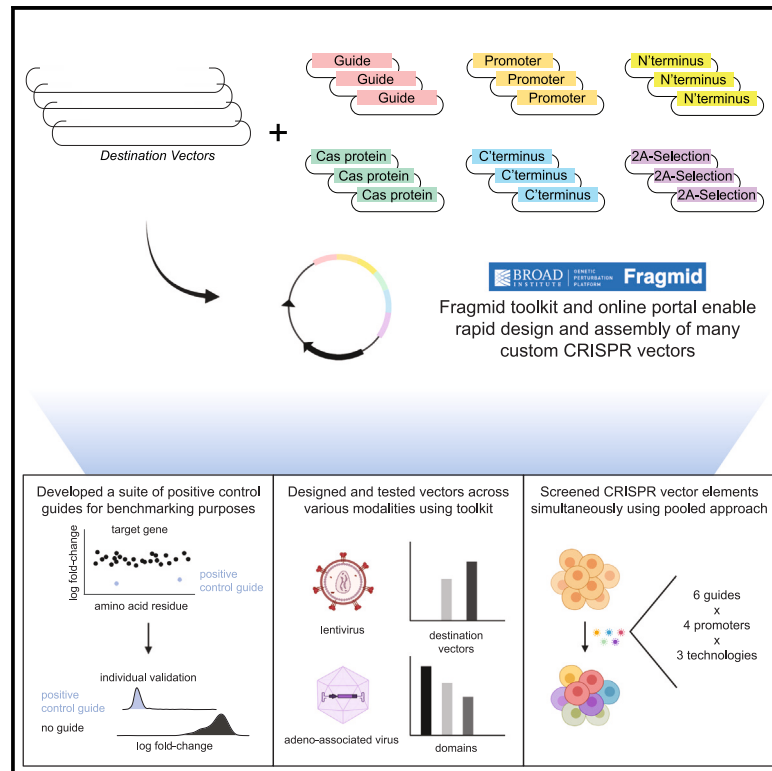 Guide
Guide
Guide
Promoter
Promoter
Promoter
N'terminus
N'terminus
N'terminus
+
Destination Vectors
Cas protein
Cas protein
Cas protein
C'terminus
C'terminus
C'terminus
2A-Selection
2A-Selection
2A-Selection
BROAD
INSTITUTE
GENETIC
PERTURBATION
PLATFORM
Fragmid
Fragmid toolkit and online portal enable
rapid design and assembly of many
custom CRISPR vectors
Developed a suite of positive control
guides for benchmarking purposes
target gene
log fold-change
positive
control guide
amino acid residue
individual validation
positive
control guide
no guide
log fold-change
Designed and tested vectors across
various modalities using toolkit
lentivirus
destination
vectors
adeno-associated virus
domains
Screened CRISPR vector elements
simultaneously using pooled approach
6 guides
x
4 promoters
x
3 technologies